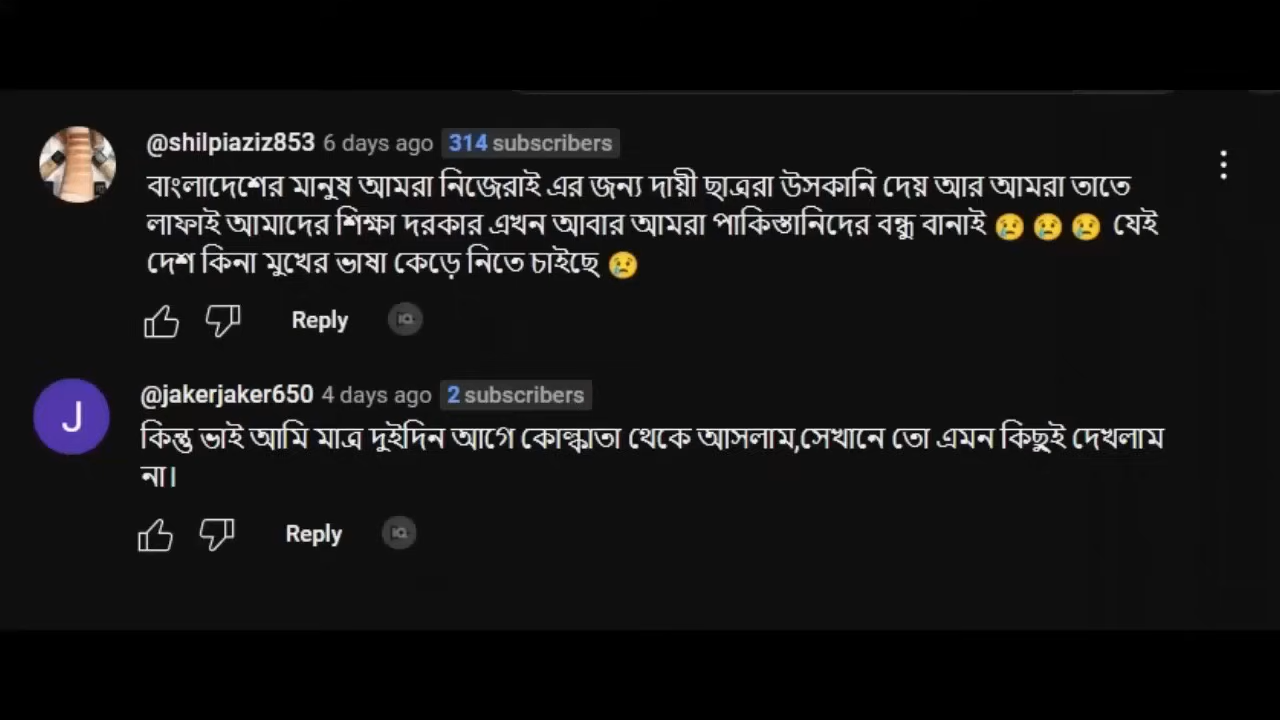 @shilpiaziz853 6 days ago 314 subscribers
বাংলাদেশের মানুষ আমরা নিজেরাই এর জন্য দায়ী ছাত্ররা উসকানি দেয় আর আমরা তাতে
লাফাই আমাদের শিক্ষা দরকার এখন আবার আমরা পাকিস্তানিদের বন্ধু বানাই 😢 😢 😢 যেই
দেশ কিনা মুখের ভাষা কেড়ে নিতে চাইছে 😢
Reply
@jakerjaker650 4 days ago 2 subscribers
J
কিন্তু ভাই আমি মাত্র দুইদিন আগে কোল্কাতা থেকে আসলাম,সেখানে তো এমন কিছুই দেখলাম
না।
Reply